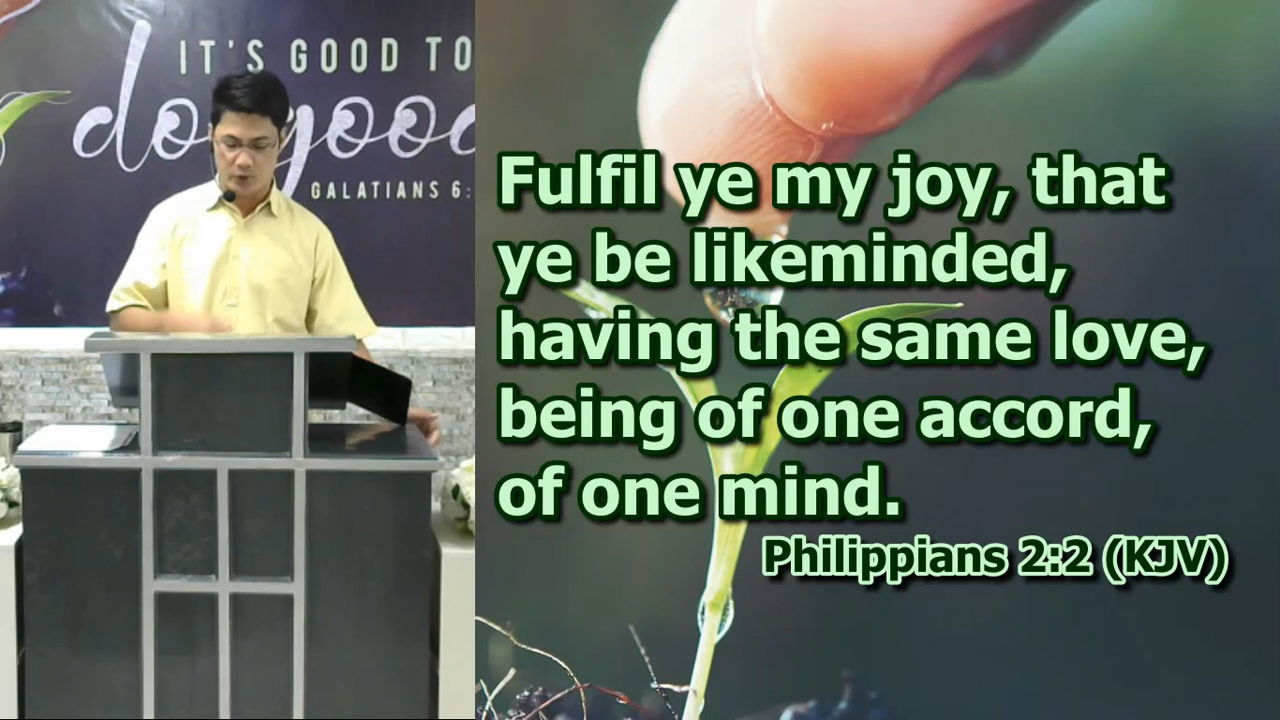 IT'S GOOD TO
do good
GALATIANS 6:
Fulfil ye my joy, that
ye be likeminded,
having the same love,
being of one accord,
of one mind.
Philippians 2:2 (KJV)